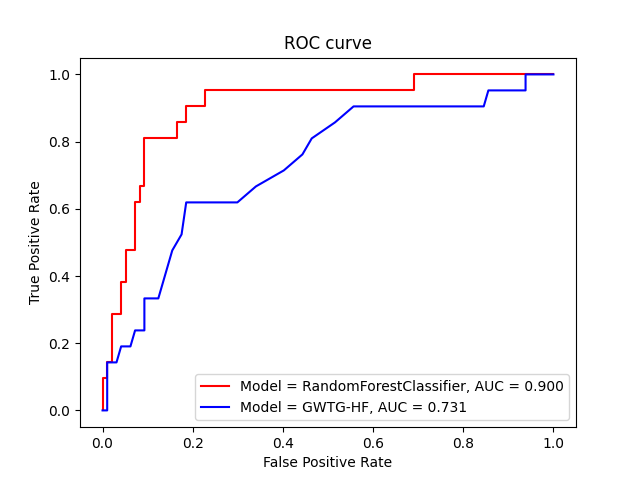 ROC curve
True Positive Rate
1.0
0.8
0.6
0.4
0.2
0.0
Model = RandomForestClassifier, AUC = 0.900
Model = GWTG-HF, AUC = 0.731
0.0 0.2 0.4 0.6 0.8 1.0
False Positive Rate